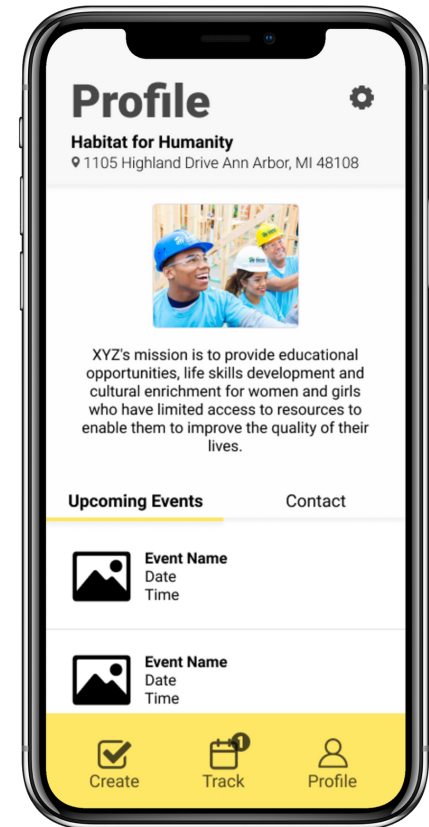 Profile
Habitat for Humanity
1105 Highland Drive Ann Arbor, MI 48108
XYZ's mission is to provide educational
opportunities, life skills development and
cultural enrichment for women and girls
who have limited access to resources to
enable them to improve the quality of their
lives.
Upcoming Events Contact
Event Name
Date
Time
Event Name
Date
Time
1
Create Track Profile